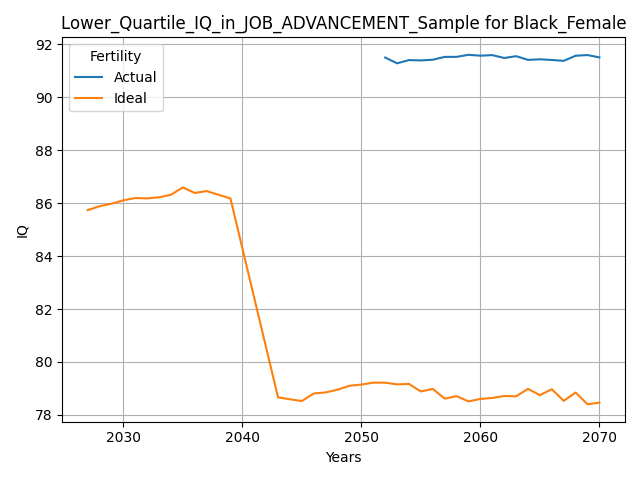 Lower_Quartile_IQ_in_JOB_ADVANCEMENT_Sample for Black_Female
92
90
88
86
84
82
80
78
IQ
Fertility
Actual
Ideal
2030 2040 2050 2060 2070
Years